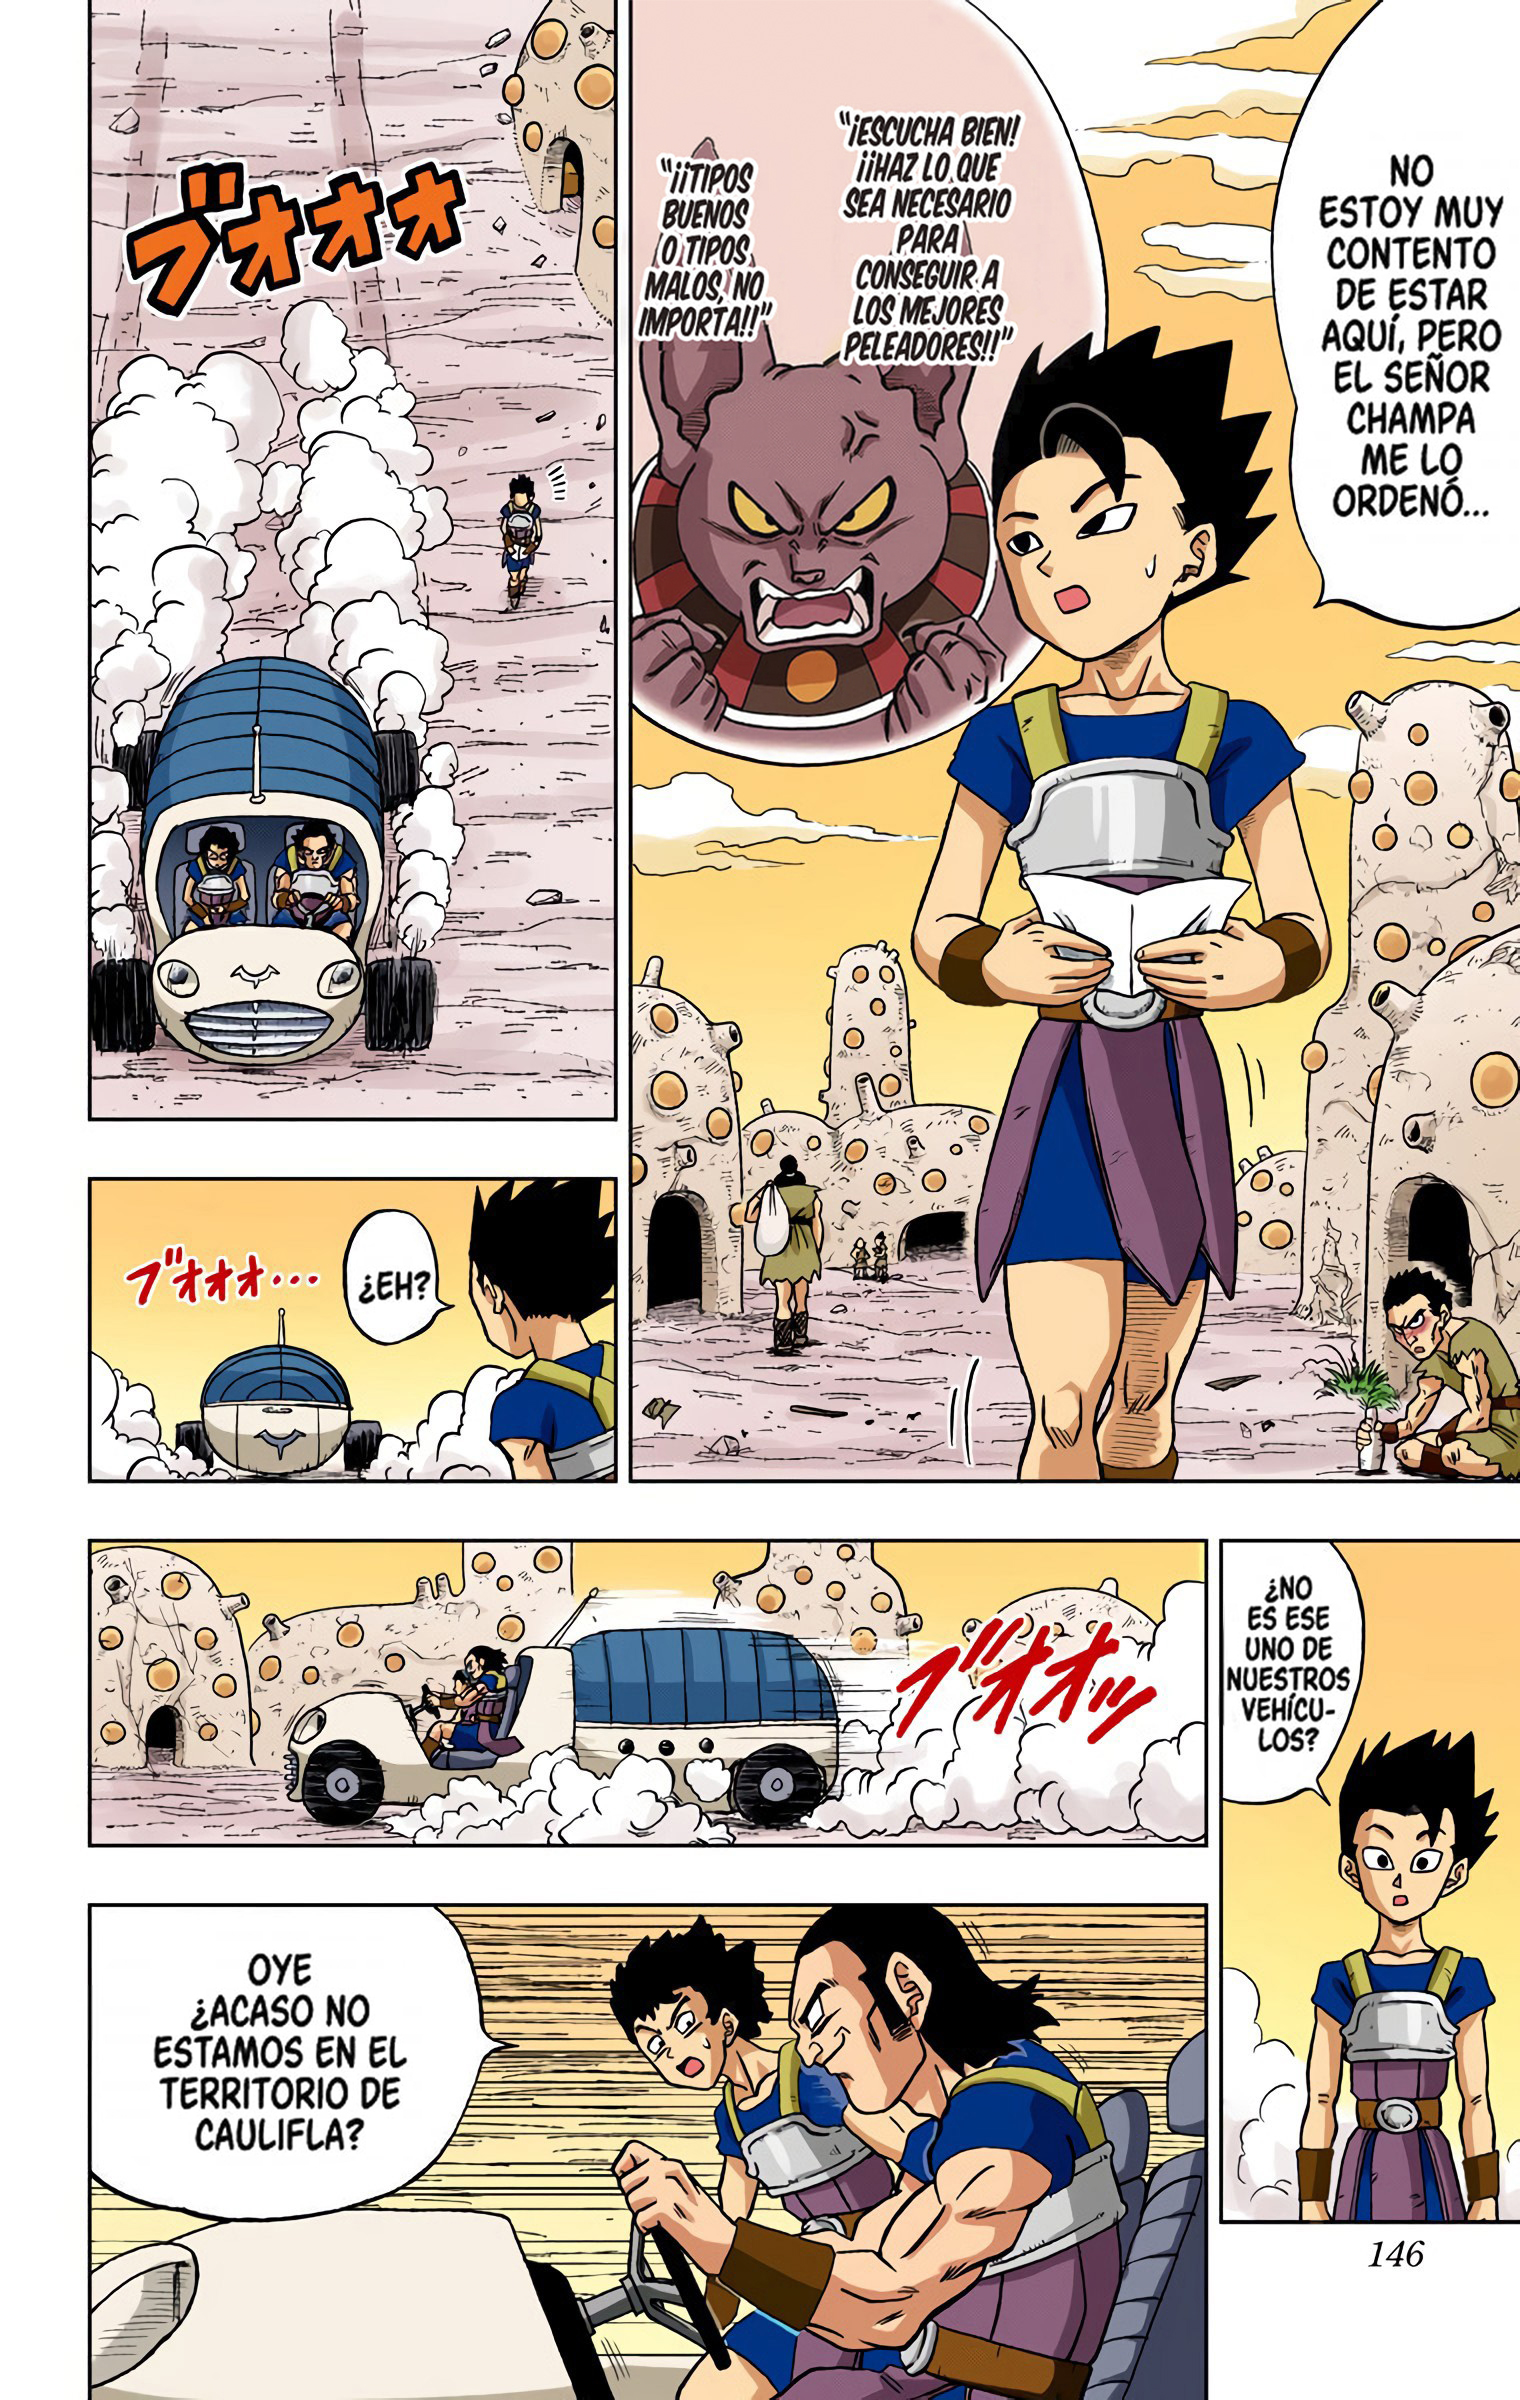 NO
ESTOY MUY
CONTENTO
DE ESTAR
AQUÍ, PERO
EL SEÑOR
CHAMPA
ME LO
ORDENÓ...
"¡ESCUCHA BIEN!
¡¡HAZ LO QUE
SEA NECESARIO
PARA
CONSEGUIR A
LOS MEJORES
PELEADORES!!"
"¡¡TIPOS
BUENOS
O TIPOS
MALOS, NO
IMPORTA!!"
ブオオオ
¿EH?
ブオオオ...
¿NO
ES ESE
UNO DE
NUESTROS
VEHÍCU-
LOS?
ブオオッ
OYE
¿ACASO NO
ESTAMOS EN EL
TERRITORIO DE
CAULIFLA?
146